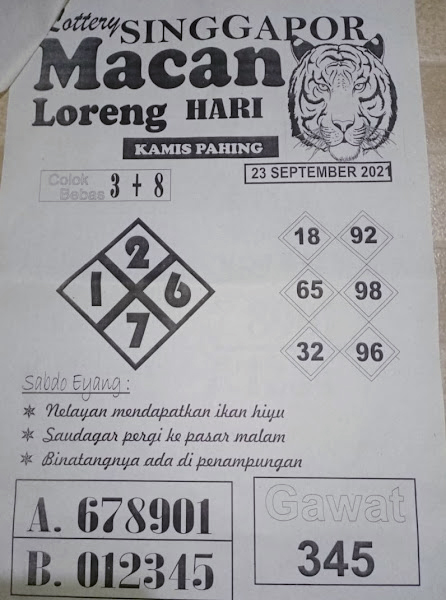 Lottery SINGGAPOR
Macan
Loreng HARI
KAMIS PAHING
23 SEPTEMBER 2021
Colok Bebas 3 + 8
2
1 6
7
18 92
65 98
32 96
Sabdo Eyang :
✶ Nelayan mendapatkan ikan hiyu
✶ Saudagar pergi ke pasar malam
✶ Binatangnya ada di penampungan
A. 678901
B. 012345
Gawat
345